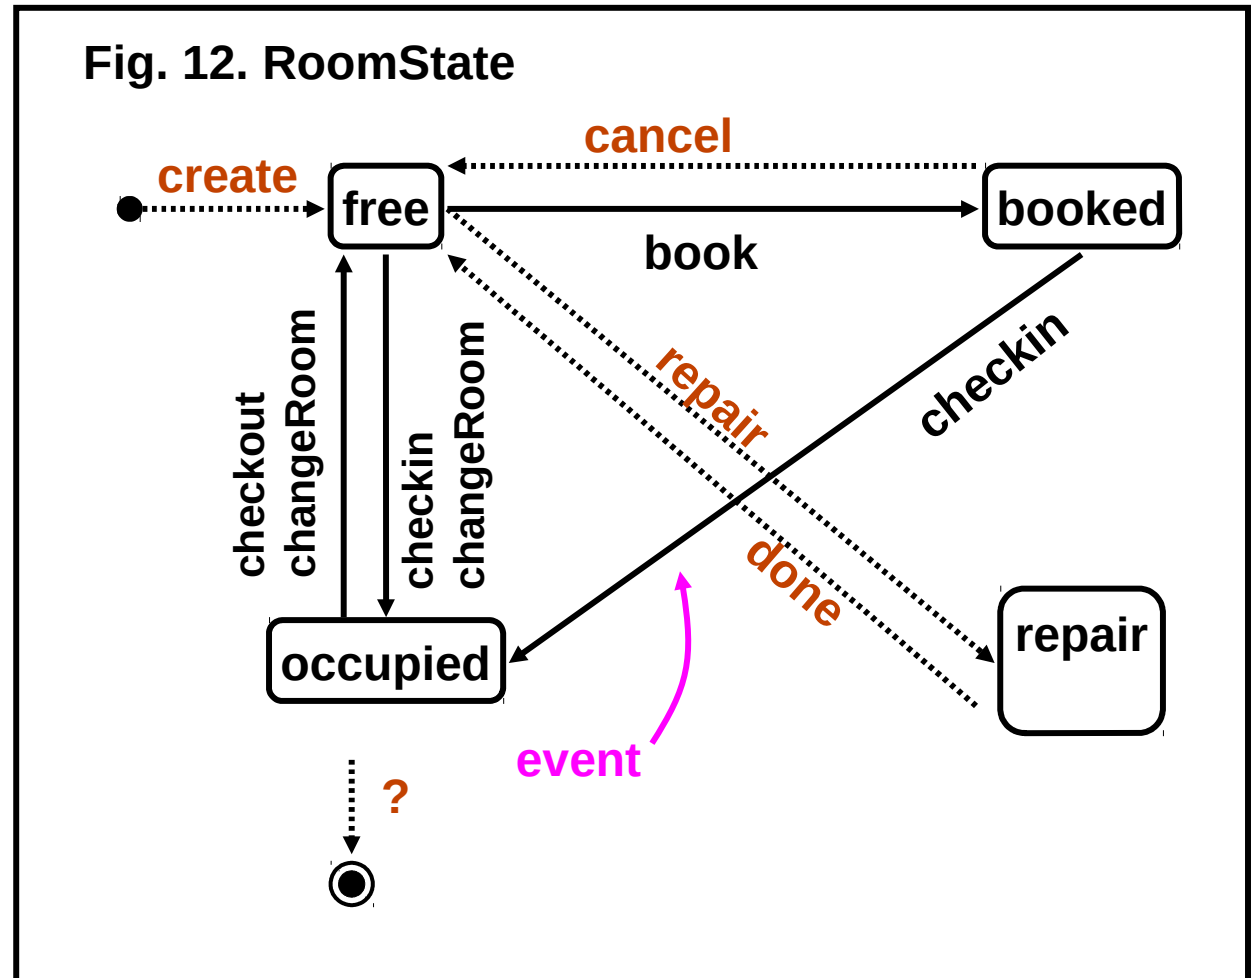 Fig. 12. RoomState
cancel
create
free
booked
book
checkout
changeRoom
checkin
changeRoom
repair
checkin
done
occupied
repair
event
?